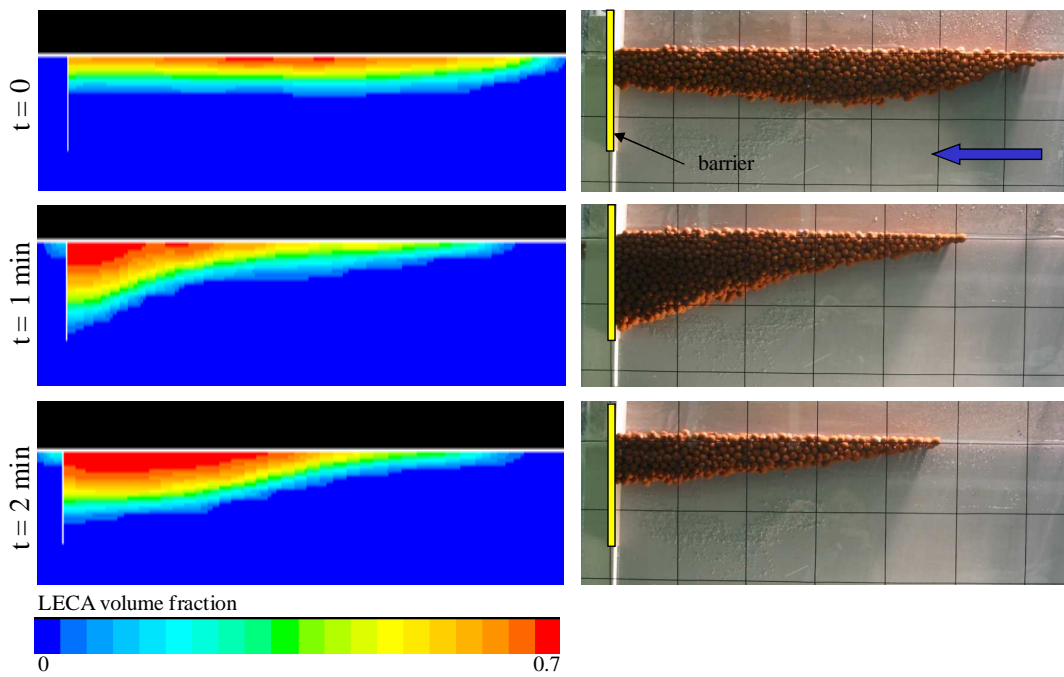 t = 0
barrier
t = 1 min
t = 2 min
LECA volume fraction
0
0.7